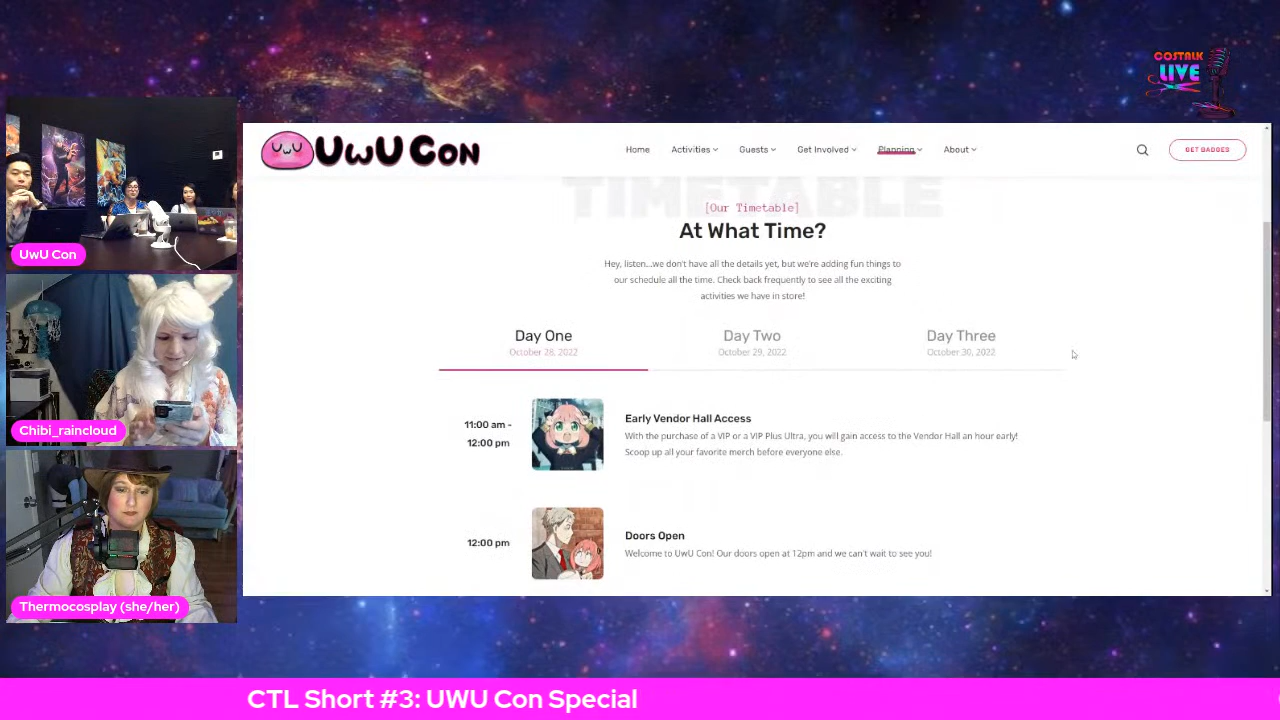 COSTALK
LIVE
UwU Con
Home
Activities
Guests
Get Involved
Planning
About
GET BADGES
TIMETABLE
[Our Timetable]
At What Time?
Hey, listen...we don't have all the details yet, but we're adding fun things to
our schedule all the time. Check back frequently to see all the exciting
activities we have in store!
Day One
October 28, 2022
Day Two
October 29, 2022
Day Three
October 30, 2022
11:00 am -
12:00 pm
Early Vendor Hall Access
With the purchase of a VIP or a VIP Plus Ultra, you will gain access to the Vendor Hall an hour early!
Scoop up all your favorite merch before everyone else.
12:00 pm
Doors Open
Welcome to UwU Con! Our doors open at 12pm and we can't wait to see you!
UwU Con
Chibi_raincloud
Thermocosplay (she/her)
CTL Short #3: UWU Con Special